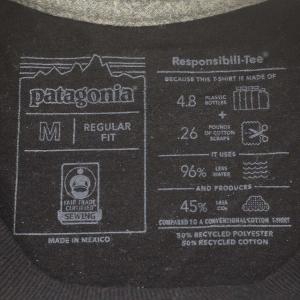 patagonia
M REGULAR FIT
FAIR TRADE CERTIFIED
SEWING
MADE IN MEXICO
Responsibili-Tee®
BECAUSE THIS T-SHIRT IS MADE OF
4.8 PLASTIC BOTTLES
+
.26 POUNDS OF COTTON SCRAPS
IT USES
96% LESS WATER
AND PRODUCES
45% LESS CO₂
COMPARED TO A CONVENTIONAL COTTON T-SHIRT
50% RECYCLED POLYESTER
50% RECYCLED COTTON